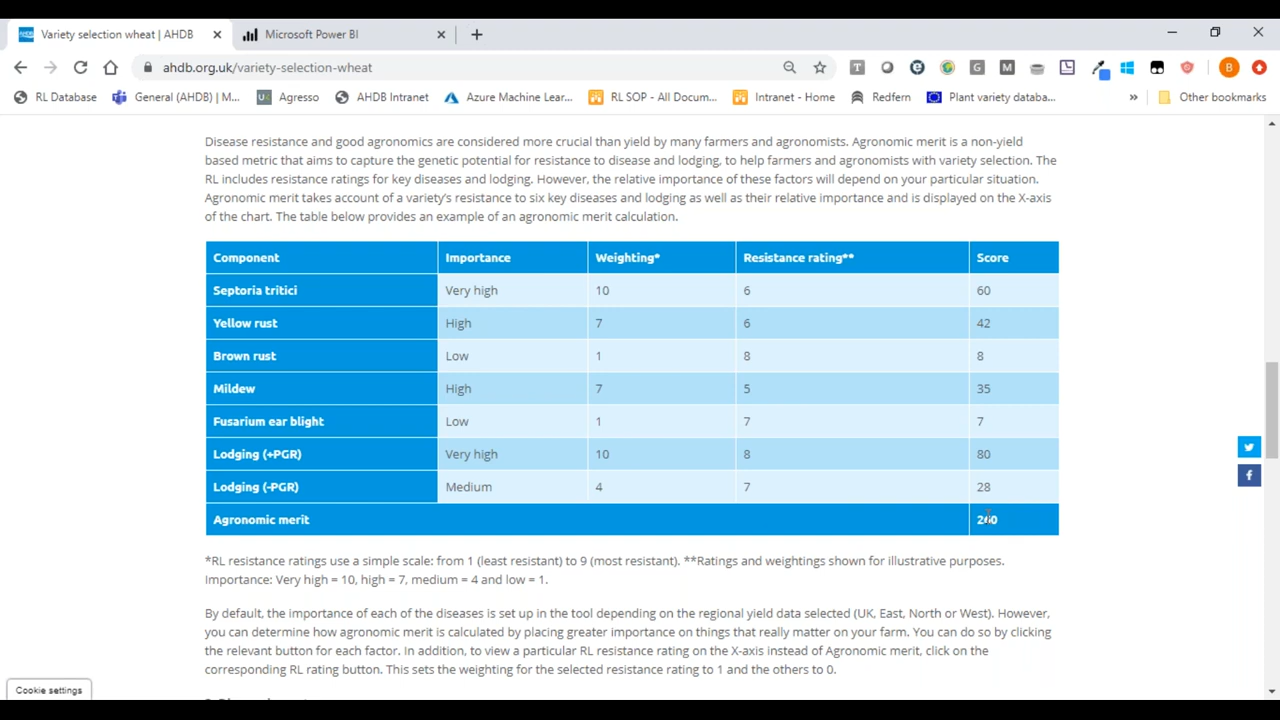 Variety selection wheat | AHDB
Microsoft Power BI
ahdb.org.uk/variety-selection-wheat
RL Database
General (AHDB) | M...
Agresso
AHDB Intranet
Azure Machine Lear...
RL SOP - All Docum...
Intranet - Home
Redfern
Plant variety databa...
Other bookmarks
Disease resistance and good agronomics are considered more crucial than yield by many farmers and agronomists. Agronomic merit is a non-yield
based metric that aims to capture the genetic potential for resistance to disease and lodging, to help farmers and agronomists with variety selection. The
RL includes resistance ratings for key diseases and lodging. However, the relative importance of these factors will depend on your particular situation.
Agronomic merit takes account of a variety's resistance to six key diseases and lodging as well as their relative importance and is displayed on the X-axis
of the chart. The table below provides an example of an agronomic merit calculation.
Component Importance Weighting* Resistance rating** Score
Septoria tritici Very high 10 6 60
Yellow rust High 7 6 42
Brown rust Low 1 8 8
Mildew High 7 5 35
Fusarium ear blight Low 1 7 7
Lodging (+PGR) Very high 10 8 80
Lodging (-PGR) Medium 4 7 28
Agronomic merit
*RL resistance ratings use a simple scale: from 1 (least resistant) to 9 (most resistant). **Ratings and weightings shown for illustrative purposes.
Importance: Very high = 10, high = 7, medium = 4 and low = 1.
By default, the importance of each of the diseases is set up in the tool depending on the regional yield data selected (UK, East, North or West). However,
you can determine how agronomic merit is calculated by placing greater importance on things that really matter on your farm. You can do so by clicking
the relevant button for each factor. In addition, to view a particular RL resistance rating on the X-axis instead of Agronomic merit, click on the
corresponding RL rating button. This sets the weighting for the selected resistance rating to 1 and the others to 0.
Cookie settings